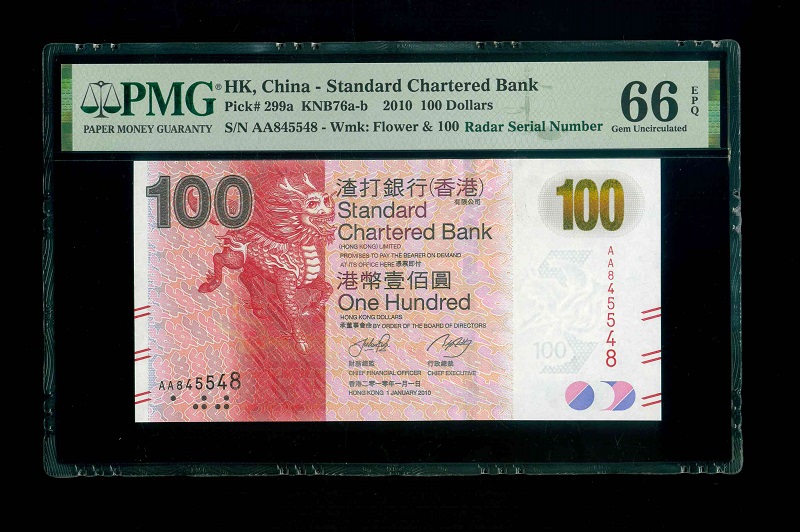 PMG®
PAPER MONEY GUARANTY
HK, China - Standard Chartered Bank
Pick# 299a KNB76a-b 2010 100 Dollars
S/N AA845548 - Wmk: Flower & 100 Radar Serial Number
66 EPQ
Gem Uncirculated
100
渣打銀行(香港)
有限公司
Standard
Chartered Bank
(HONG KONG) LIMITED
PROMISES TO PAY THE BEARER ON DEMAND
AT ITS OFFICE HERE 憑票即付
港幣壹佰圓
One Hundred
HONG KONG DOLLARS
承董事會命 BY ORDER OF THE BOARD OF DIRECTORS
財務總監
CHIEF FINANCIAL OFFICER
行政總裁
CHIEF EXECUTIVE
香港二零一零年一月一日
HONG KONG 1 JANUARY 2010
AA845548
100
AA845548
100